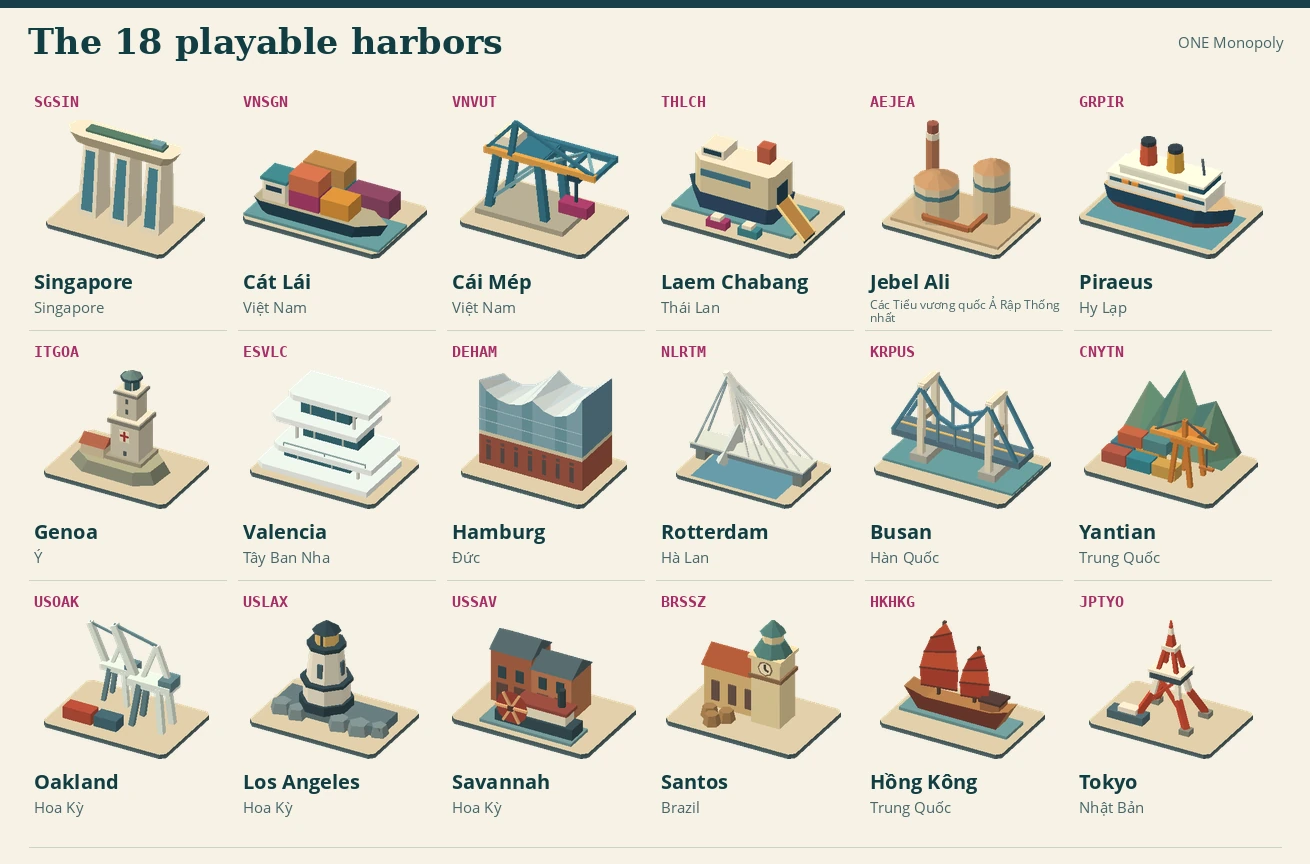 The 18 playable harbors
ONE Monopoly
SGSIN
VNSGN
VNVUT
THLCH
AEJEA
GRPIR
Singapore
Cát Lái
Cái Mép
Laem Chabang
Jebel Ali
Piraeus
Singapore
Việt Nam
Việt Nam
Thái Lan
Các Tiểu vương quốc Ả Rập Thống
nhất
Hy Lạp
ITGOA
ESVLC
DEHAM
NLRTM
KRPUS
CNYTN
Genoa
Valencia
Hamburg
Rotterdam
Busan
Yantian
Ý
Tây Ban Nha
Đức
Hà Lan
Hàn Quốc
Trung Quốc
USOAK
USLAX
USSAV
BRSSZ
HKHKG
JPTYO
Oakland
Los Angeles
Savannah
Santos
Hồng Kông
Tokyo
Hoa Kỳ
Hoa Kỳ
Hoa Kỳ
Brazil
Trung Quốc
Nhật Bản